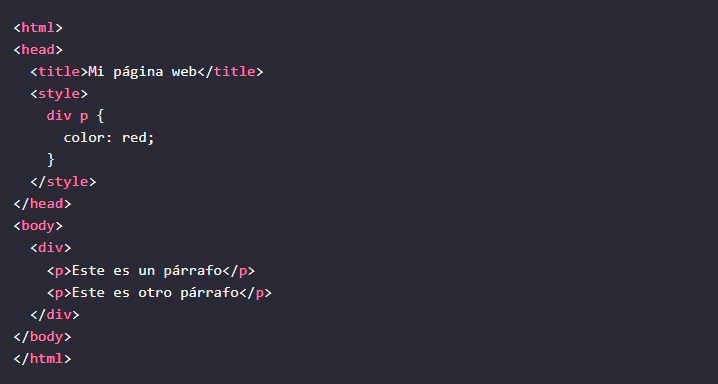 <html>
<head>
  <title>Mi página web</title>
  <style>
    div p {
      color: red;
    }
  </style>
</head>
<body>
  <div>
    <p>Este es un párrafo</p>
    <p>Este es otro párrafo</p>
  </div>
</body>
</html>